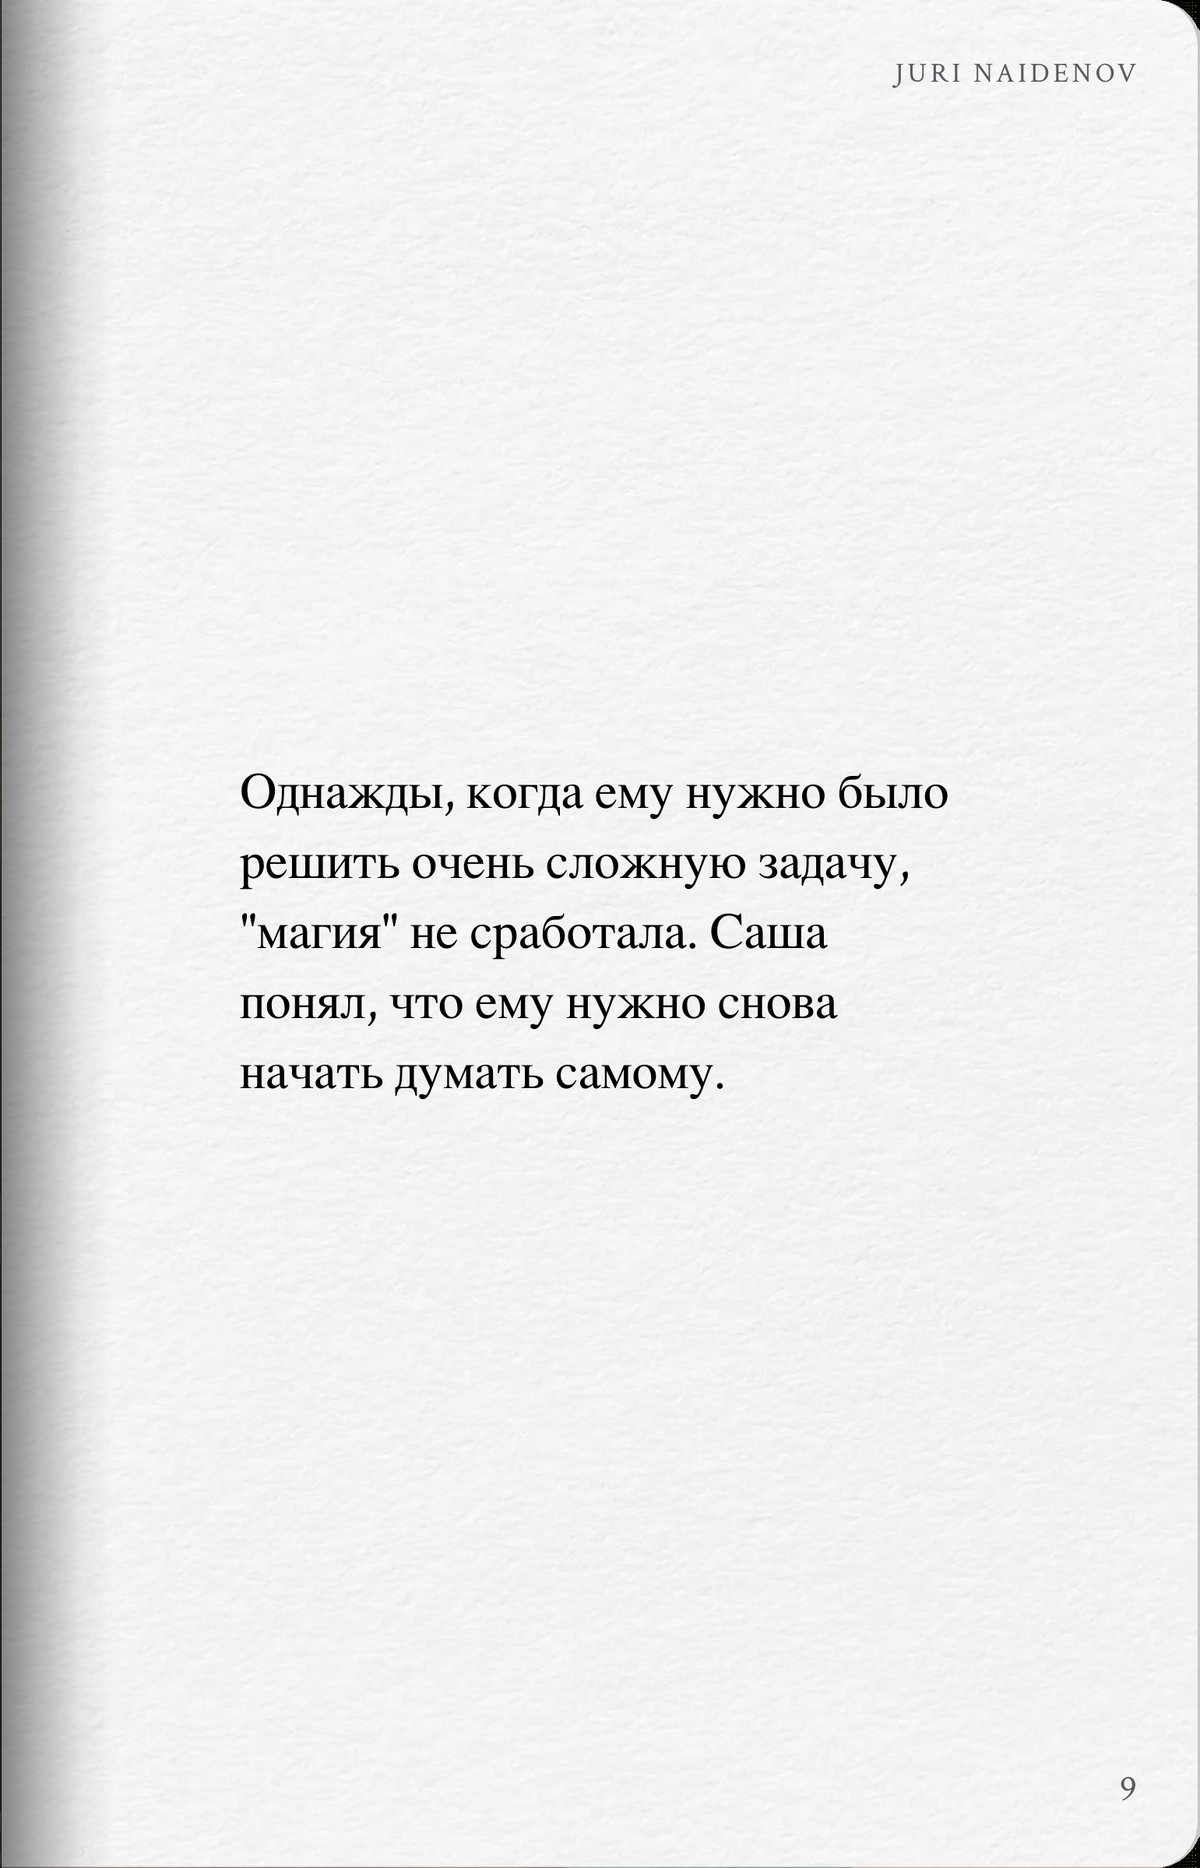 JURI NAIDENOV
Однажды, когда ему нужно было
решить очень сложную задачу,
"магия" не сработала. Саша
понял, что ему нужно снова
начать думать самому.
9